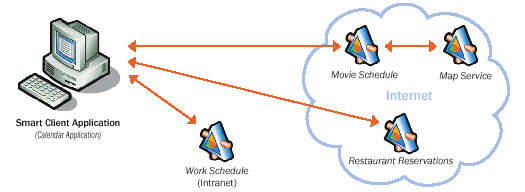 Movie Schedule
Map Service
Internet
Smart Client Application
(Calendar Application)
Work Schedule
(Intranet)
Restaurant Reservations